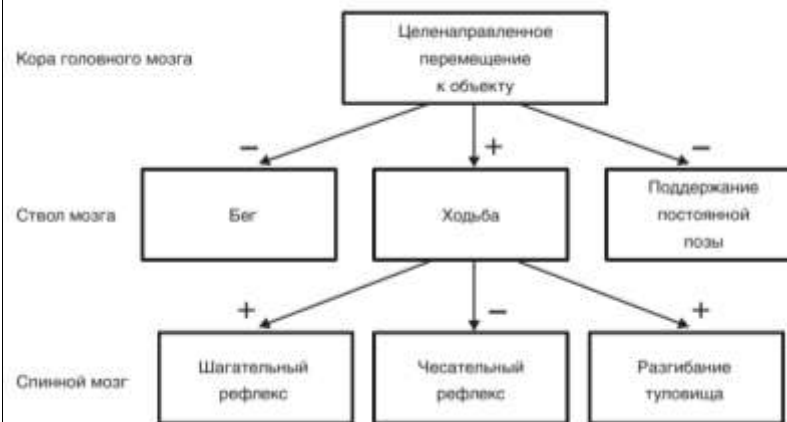 Кора головного мозга
Целенаправленное
перемещение
к объекту
−
+
−
Ствол мозга
Бег
Ходьба
Поддержание
постоянной
позы
+
−
+
Спинной мозг
Шагательный
рефлекс
Чесательный
рефлекс
Разгибание
туловища